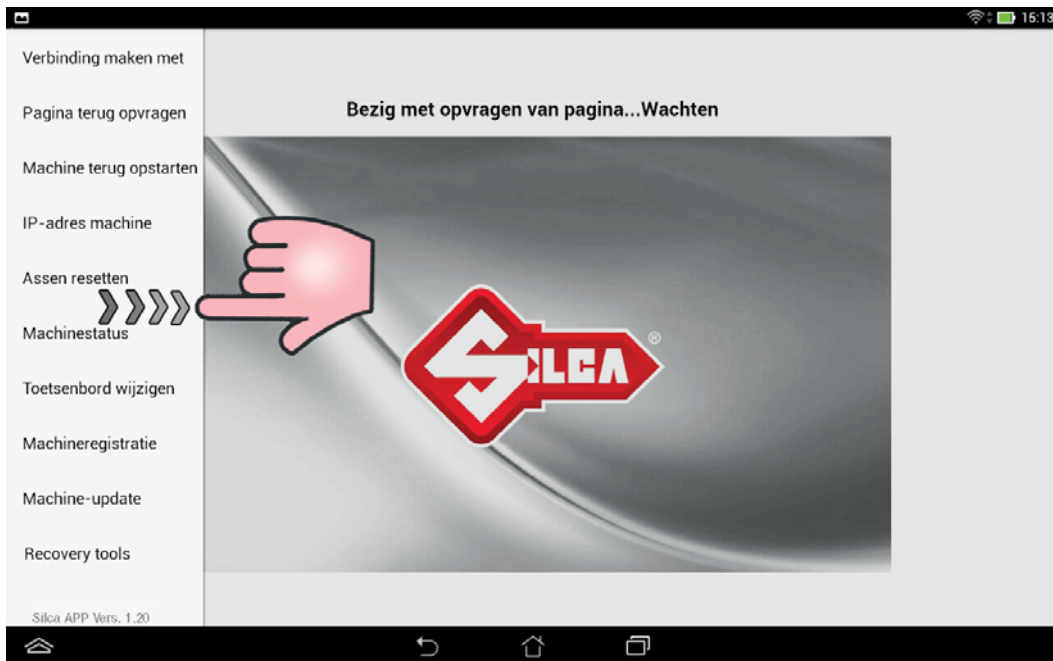 15:13
Verbinding maken met
Pagina terug opvragen
Machine terug opstarten
IP-adres machine
Assen resetten
Machinestatus
Toetsenbord wijzigen
Machineregistratie
Machine-update
Recovery tools
Silca APP Vers. 1.20
Bezig met opvragen van pagina...Wachten
SILCA ®